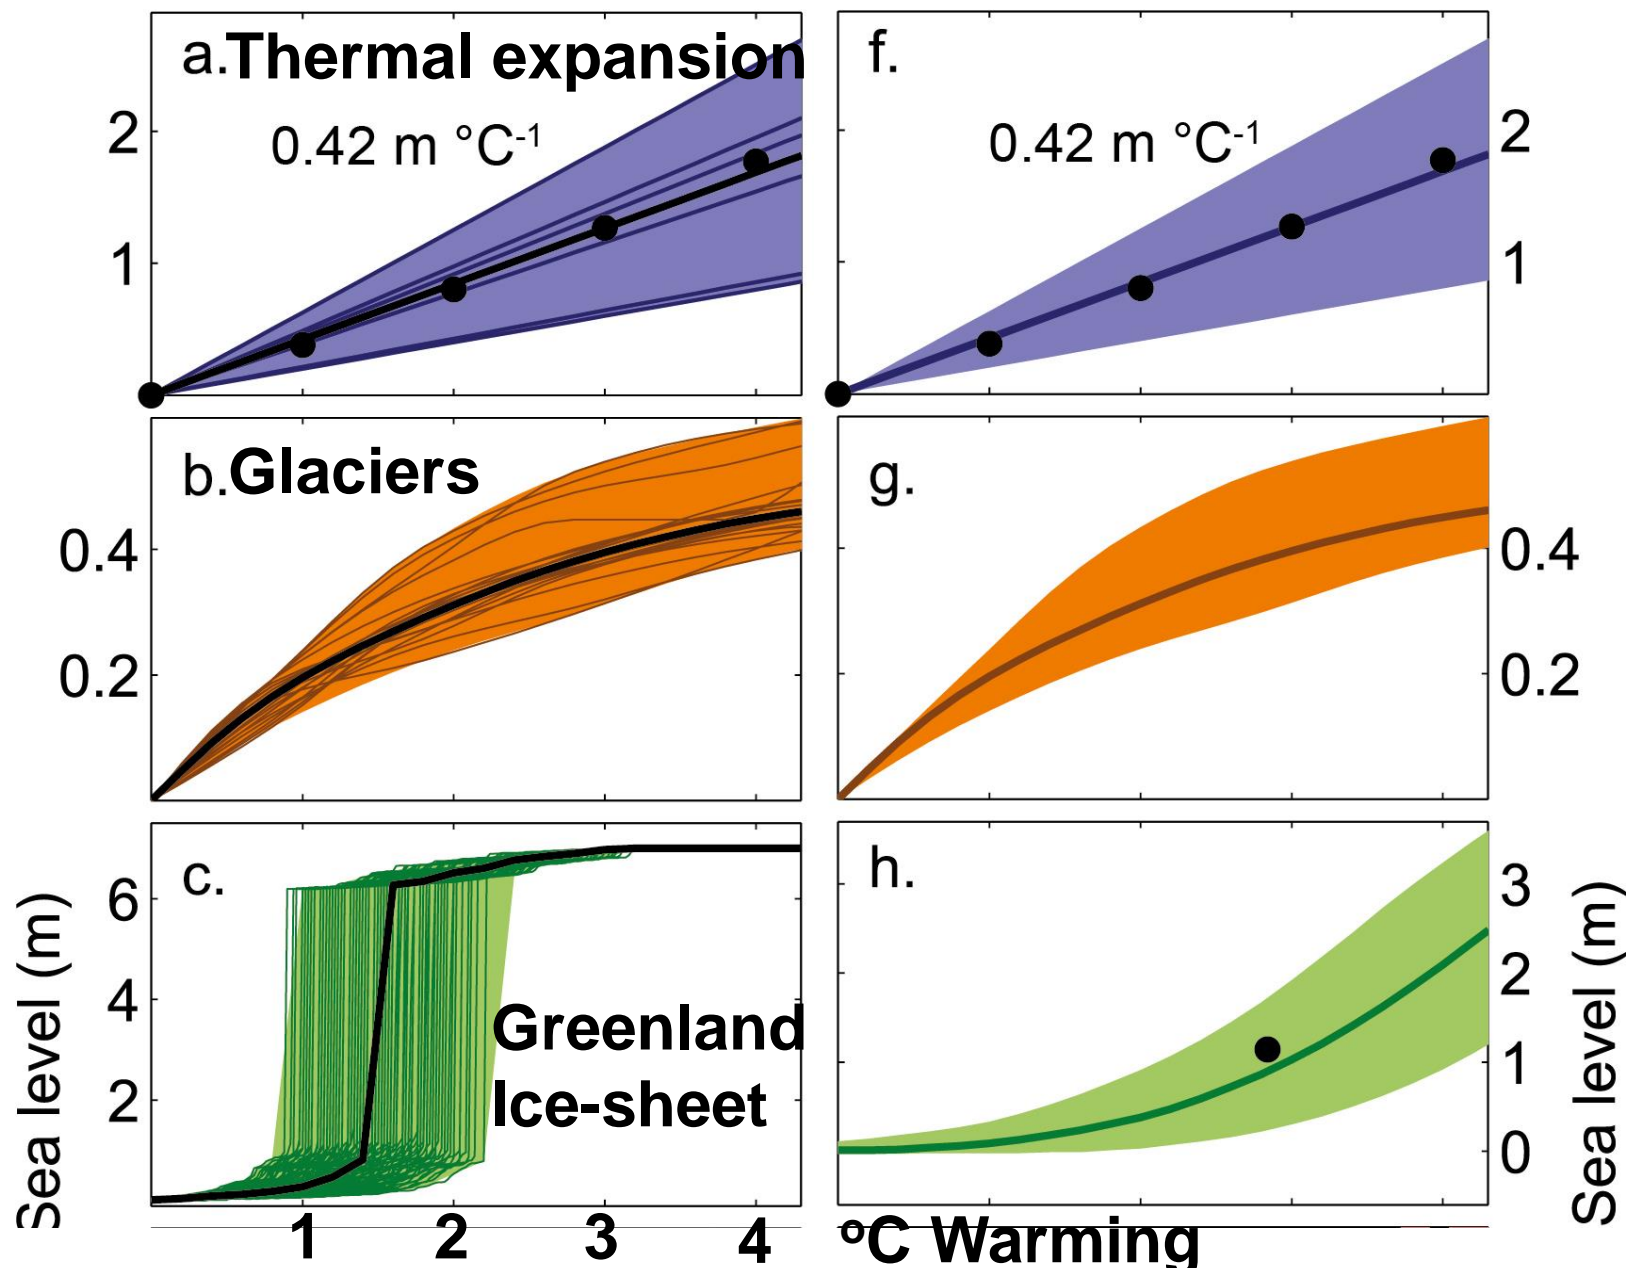 a. Thermal expansion
0.42 m °C-1
2
1
f.
0.42 m °C-1
2
1
b. Glaciers
0.4
0.2
g.
0.4
0.2
c.
6
4
2
Sea level (m)
Greenland
Ice-sheet
h.
3
2
1
0
Sea level (m)
1 2 3 4 °C Warming